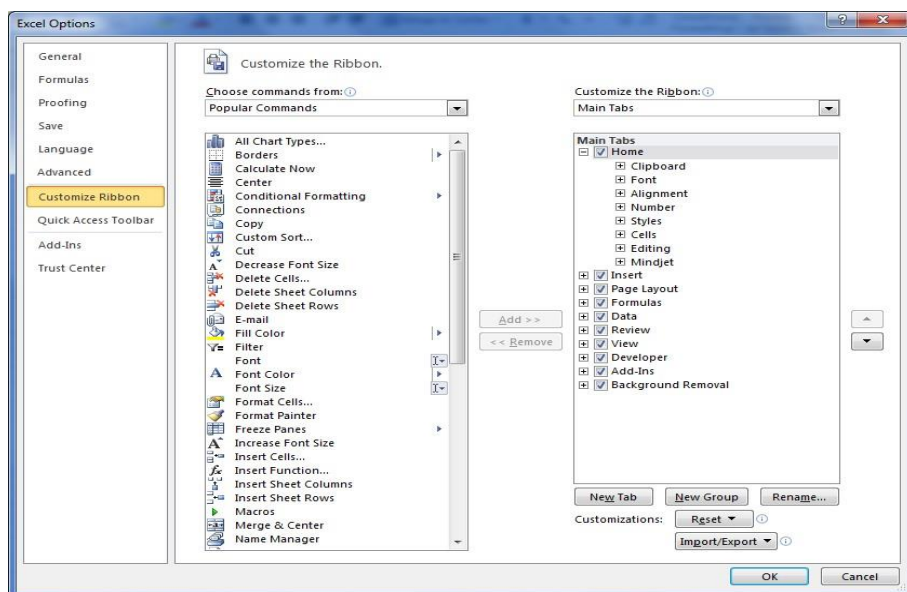 Excel Options
General
Formulas
Proofing
Save
Language
Advanced
Customize Ribbon
Quick Access Toolbar
Add-Ins
Trust Center
Customize the Ribbon.
Choose commands from:
Popular Commands
All Chart Types...
Borders
Calculate Now
Center
Conditional Formatting
Connections
Copy
Custom Sort...
Cut
Decrease Font Size
Delete Cells...
Delete Sheet Columns
Delete Sheet Rows
E-mail
Fill Color
Filter
Font
Font Color
Font Size
Format Cells...
Format Painter
Freeze Panes
Increase Font Size
Insert Cells...
Insert Function...
Insert Sheet Columns
Insert Sheet Rows
Macros
Merge & Center
Name Manager
Add >>
<< Remove
Customize the Ribbon:
Main Tabs
Main Tabs
Home
Clipboard
Font
Alignment
Number
Styles
Cells
Editing
Mindjet
Insert
Page Layout
Formulas
Data
Review
View
Developer
Add-Ins
Background Removal
New Tab
New Group
Rename...
Customizations:
Reset
Import/Export
OK
Cancel